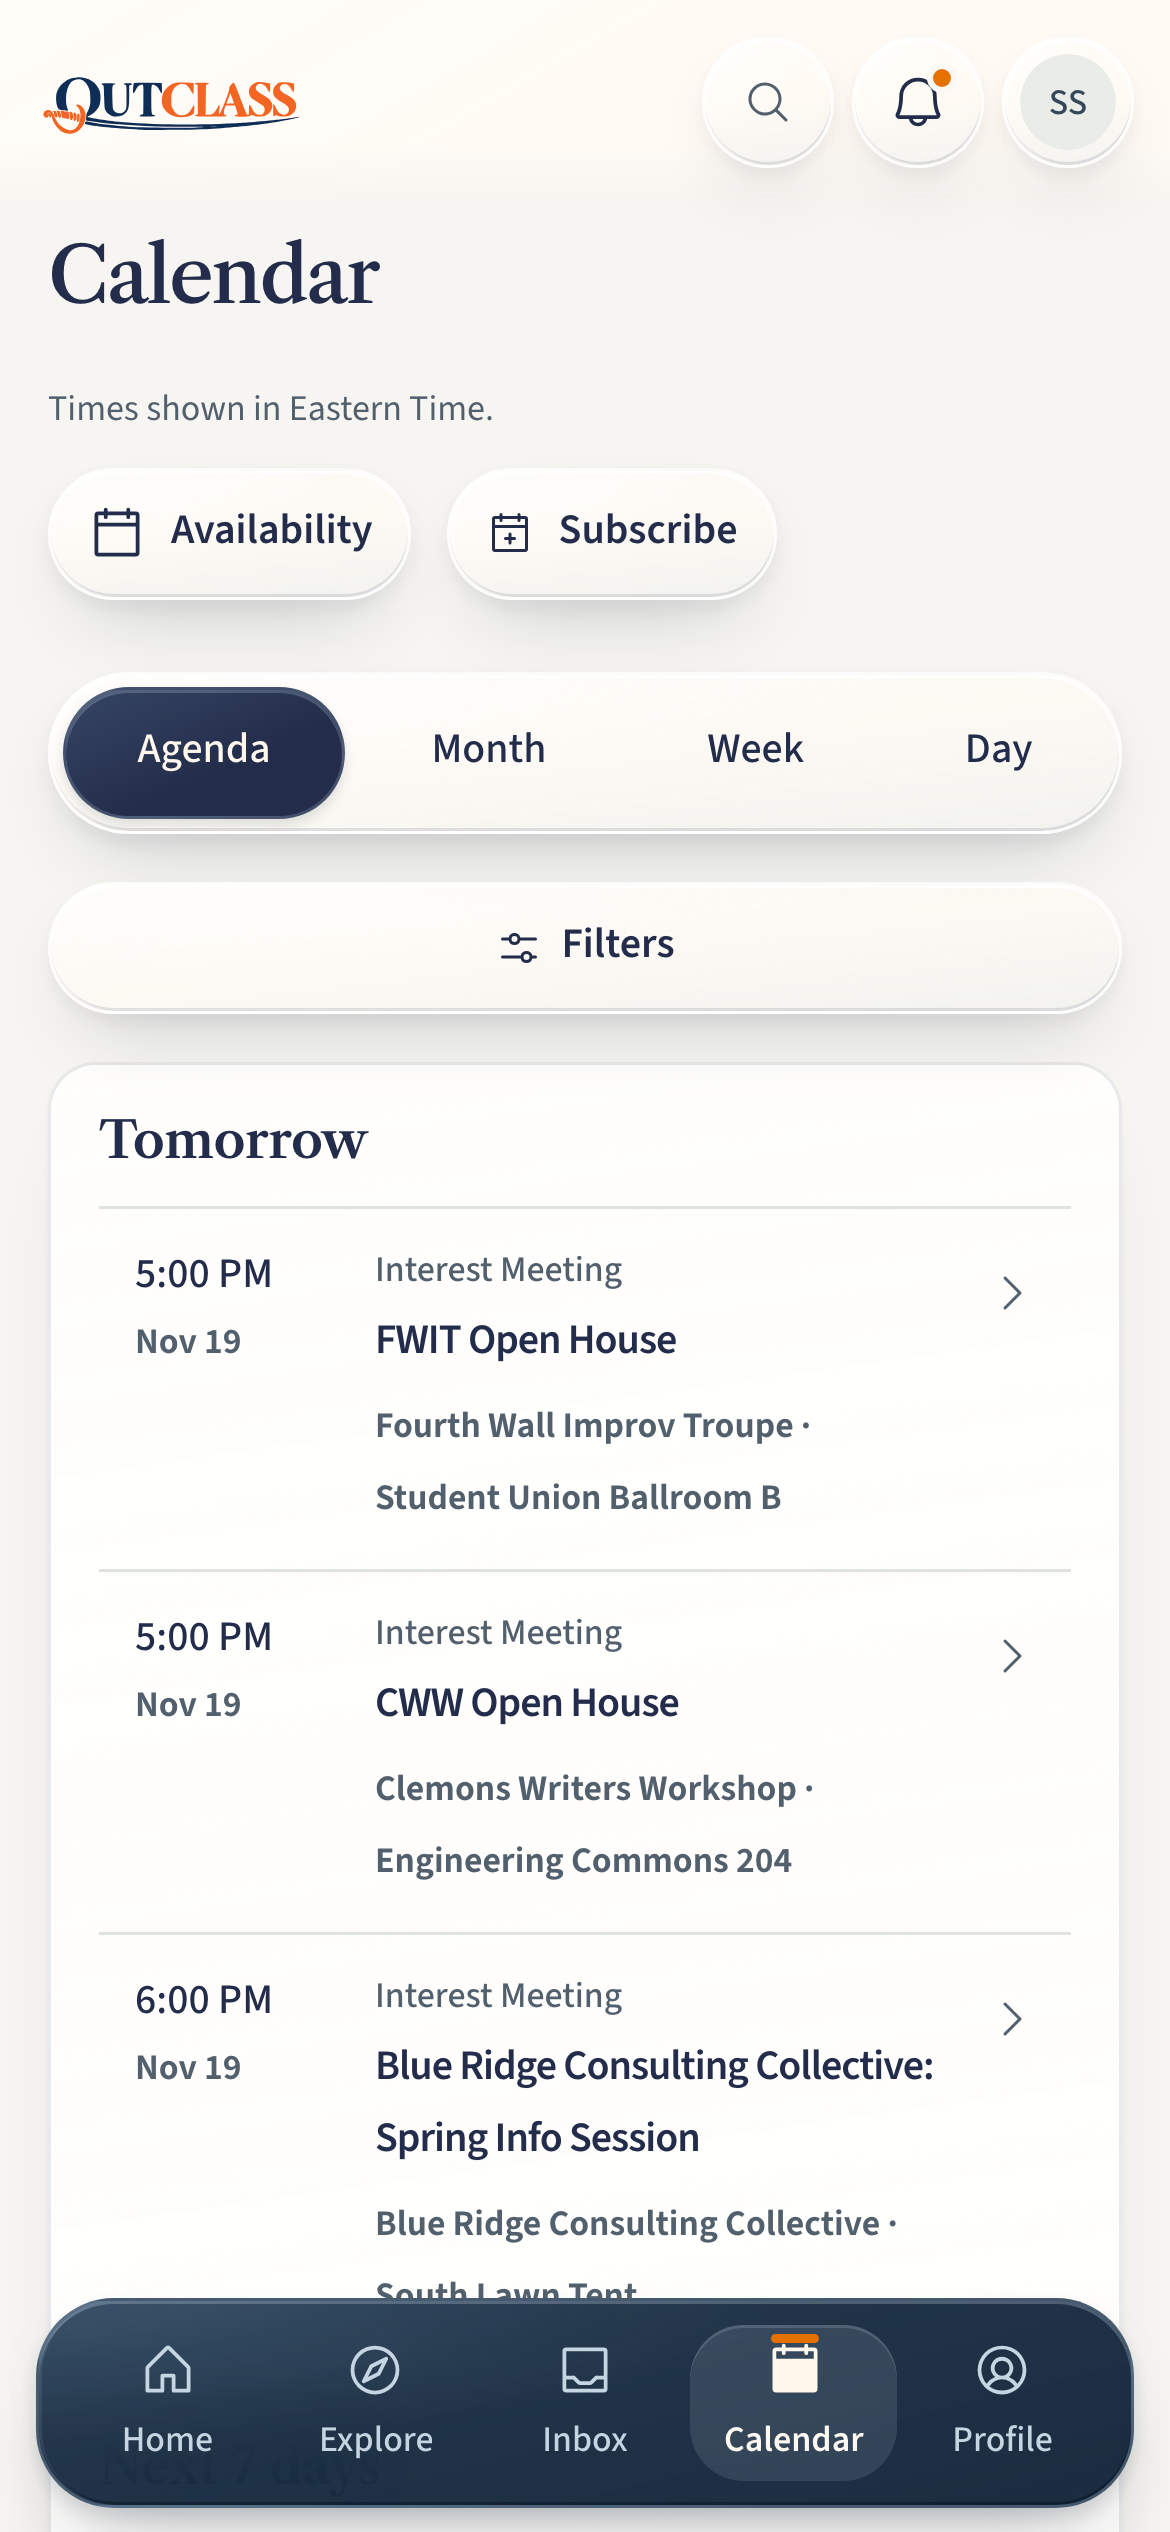 OUTCLASS
SS
Calendar
Times shown in Eastern Time.
Availability
Subscribe
Agenda
Month
Week
Day
Filters
Tomorrow
5:00 PM
Nov 19
Interest Meeting
FWIT Open House
Fourth Wall Improv Troupe ·
Student Union Ballroom B
5:00 PM
Nov 19
Interest Meeting
CWW Open House
Clemons Writers Workshop ·
Engineering Commons 204
6:00 PM
Nov 19
Interest Meeting
Blue Ridge Consulting Collective:
Spring Info Session
Blue Ridge Consulting Collective ·
South Lawn Tent
Next 7 days
Home
Explore
Inbox
Calendar
Profile